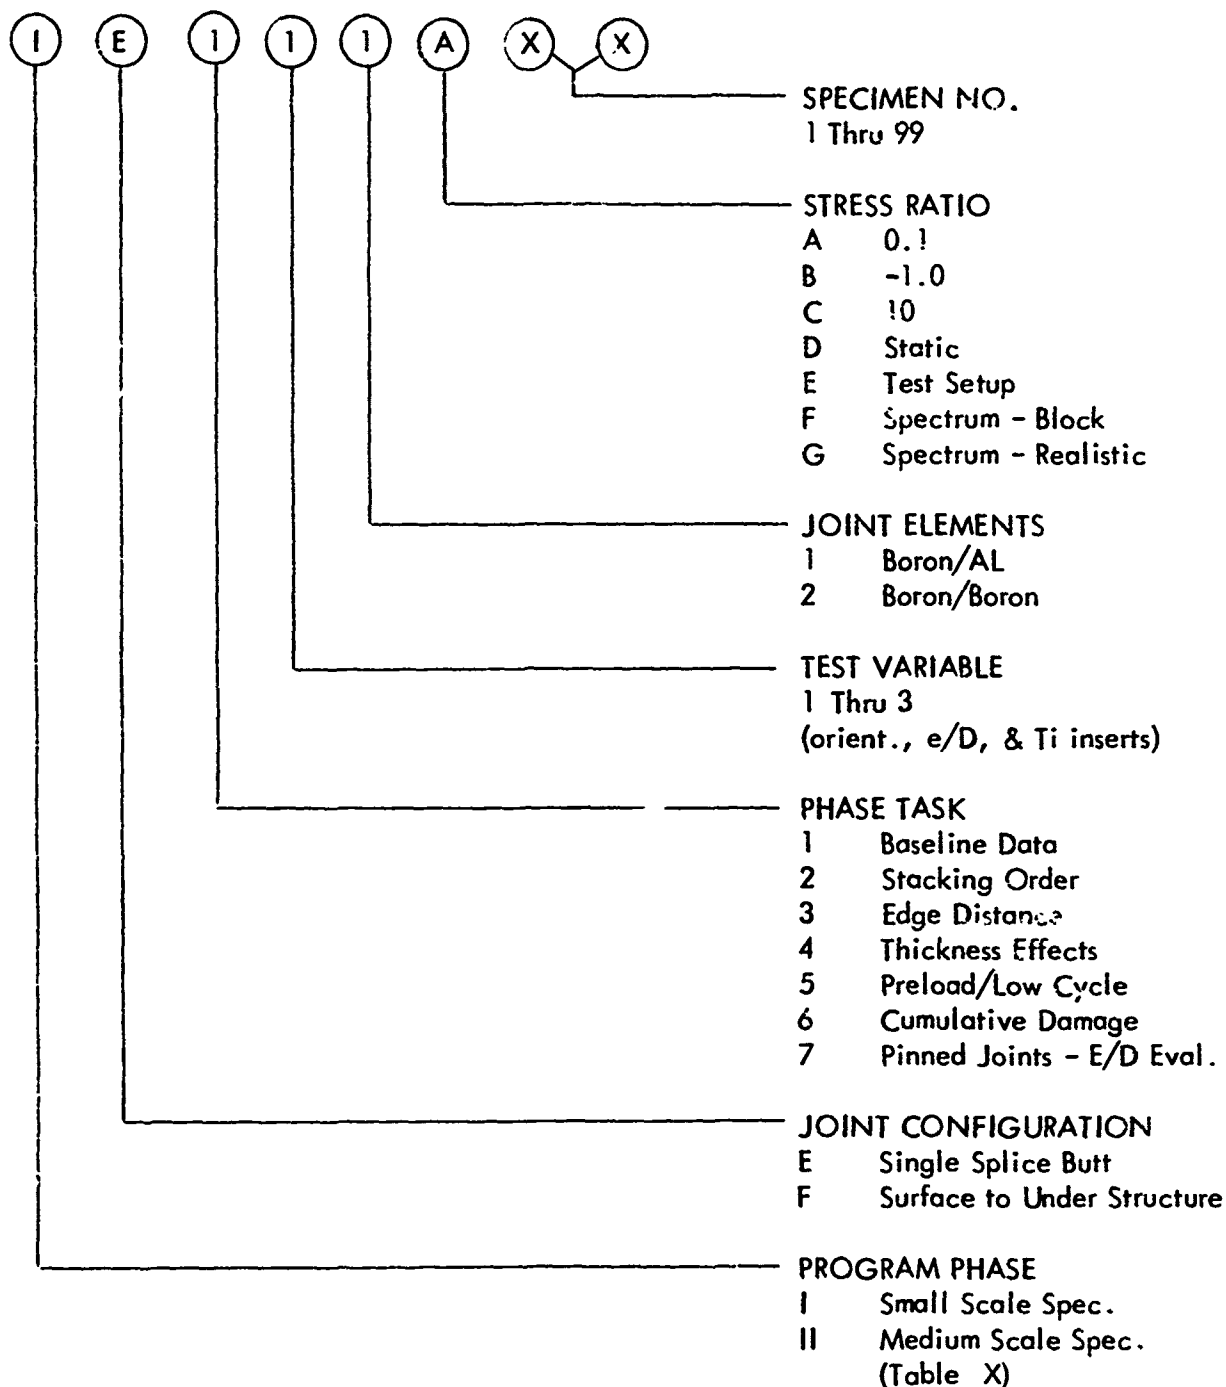 I E 1 1 1 A X X
SPECIMEN NO.
1 Thru 99
STRESS RATIO
A 0.1
B -1.0
C 10
D Static
E Test Setup
F Spectrum - Block
G Spectrum - Realistic
JOINT ELEMENTS
1 Boron/AL
2 Boron/Boron
TEST VARIABLE
1 Thru 3
(orient., e/D, & Ti inserts)
PHASE TASK
1 Baseline Data
2 Stacking Order
3 Edge Distance
4 Thickness Effects
5 Preload/Low Cycle
6 Cumulative Damage
7 Pinned Joints - E/D Eval.
JOINT CONFIGURATION
E Single Splice Butt
F Surface to Under Structure
PROGRAM PHASE
I Small Scale Spec.
II Medium Scale Spec.
(Table X)